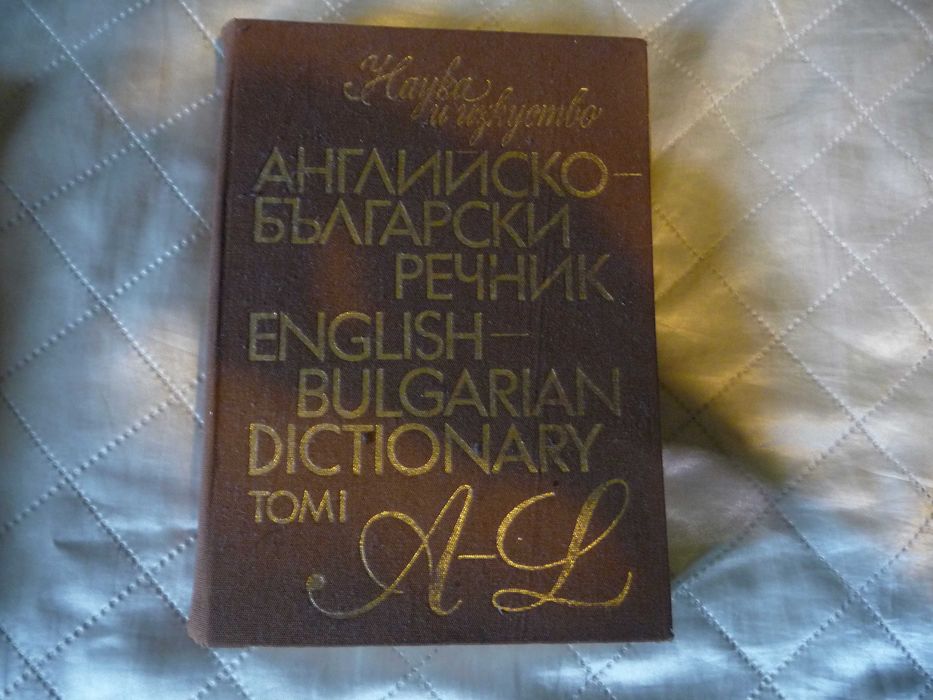 Наука
и изкуство
АНГЛИЙСКО-
БЪЛГАРСКИ
РЕЧНИК
ENGLISH-
BULGARIAN
DICTIONARY
ТОМ I
A-L